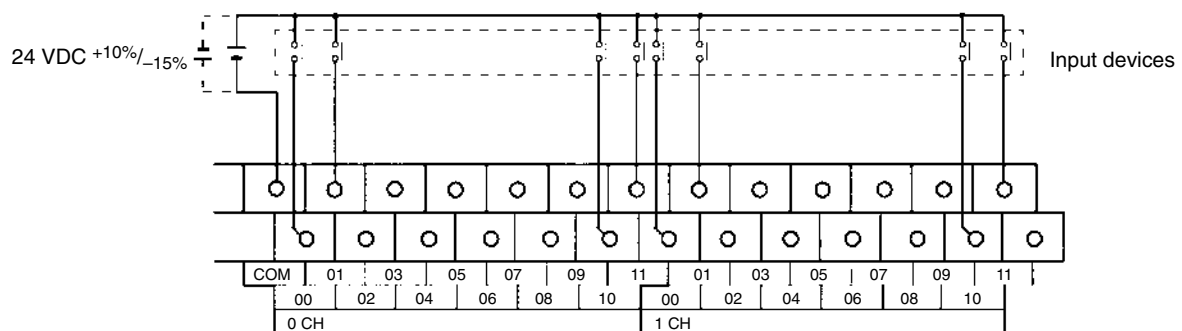 24 VDC +10%/–15%
Input devices
COM 01 03 05 07 09 11 01 03 05 07 09 11
00 02 04 06 08 10 00 02 04 06 08 10
0 CH 1 CH